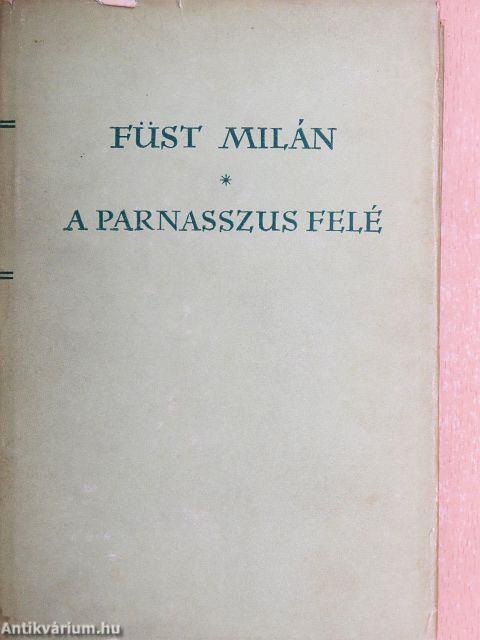 FÜST MILÁN
*
A PARNASSZUS FELÉ
Antikvárium.hu